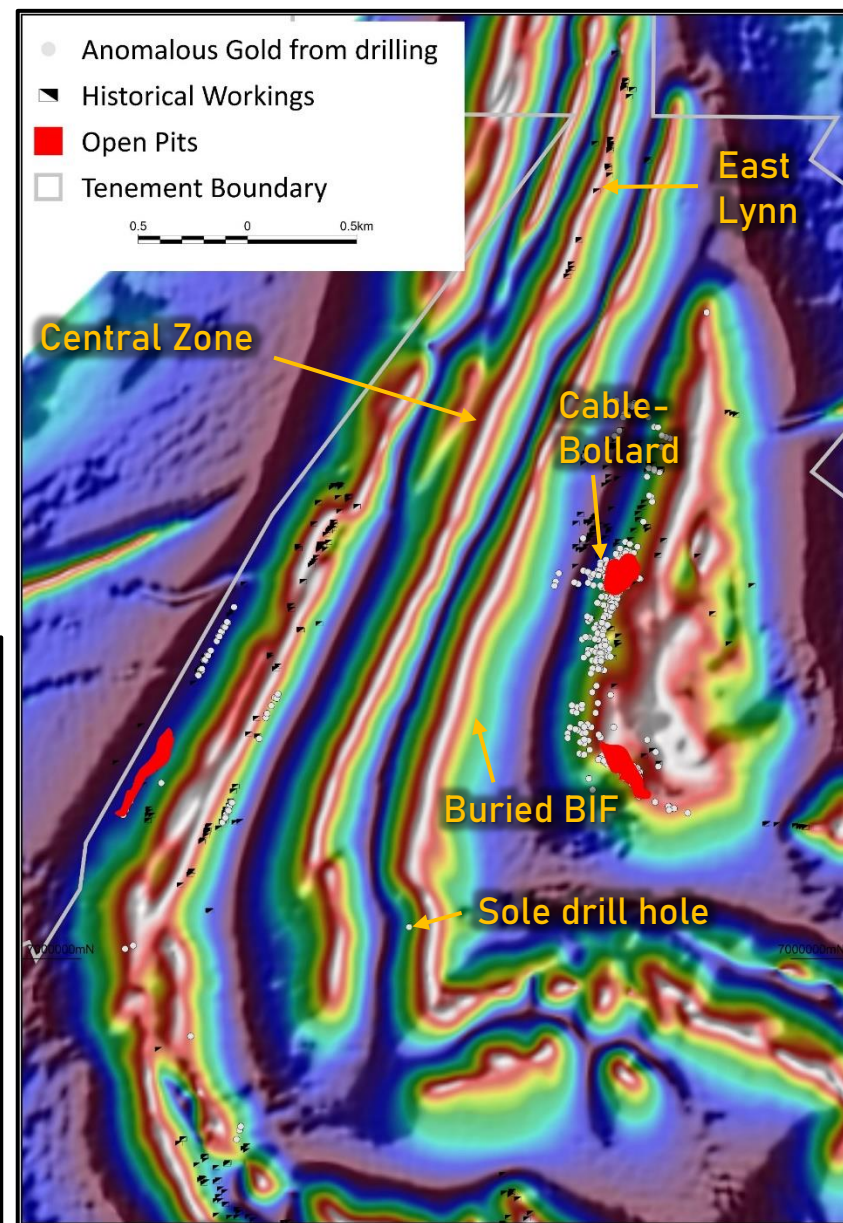 Anomalous Gold from drilling
Historical Workings
Open Pits
Tenement Boundary
0.5 0 0.5km
East
Lynn
Central Zone
Cable-
Bollard
Buried BIF
Sole drill hole
7000000mN 7000000mN